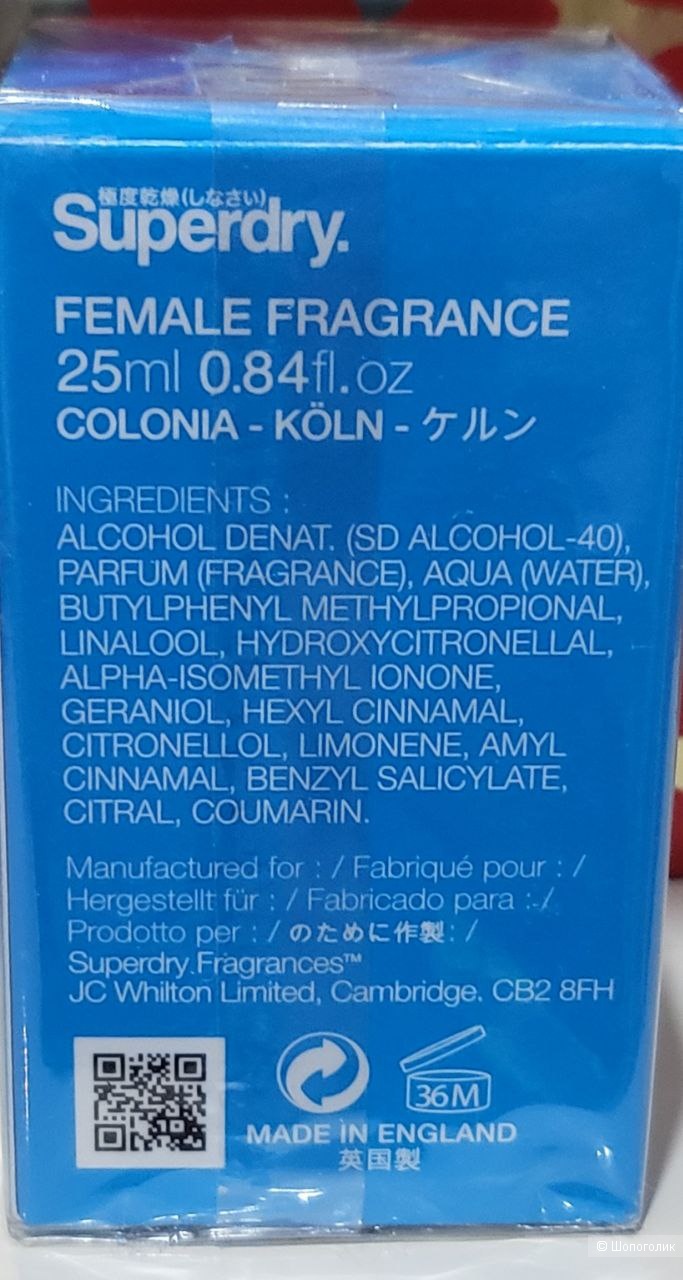 極度乾燥(しなさい)
Superdry.
FEMALE FRAGRANCE
25ml 0.84fl.oz
COLONIA - KÖLN - ケルン
INGREDIENTS :
ALCOHOL DENAT. (SD ALCOHOL-40),
PARFUM (FRAGRANCE), AQUA (WATER),
BUTYLPHENYL METHYLPROPIONAL,
LINALOOL, HYDROXYCITRONELLAL,
ALPHA-ISOMETHYL IONONE,
GERANIOL, HEXYL CINNAMAL,
CITRONELLOL, LIMONENE, AMYL
CINNAMAL, BENZYL SALICYLATE,
CITRAL, COUMARIN.
Manufactured for : / Fabriqué pour : /
Hergestellt für : / Fabricado para : /
Prodotto per : / のために作製: /
Superdry.Fragrances™
JC Whilton Limited, Cambridge. CB2 8FH
36M
MADE IN ENGLAND
英国製
© Шопоголик